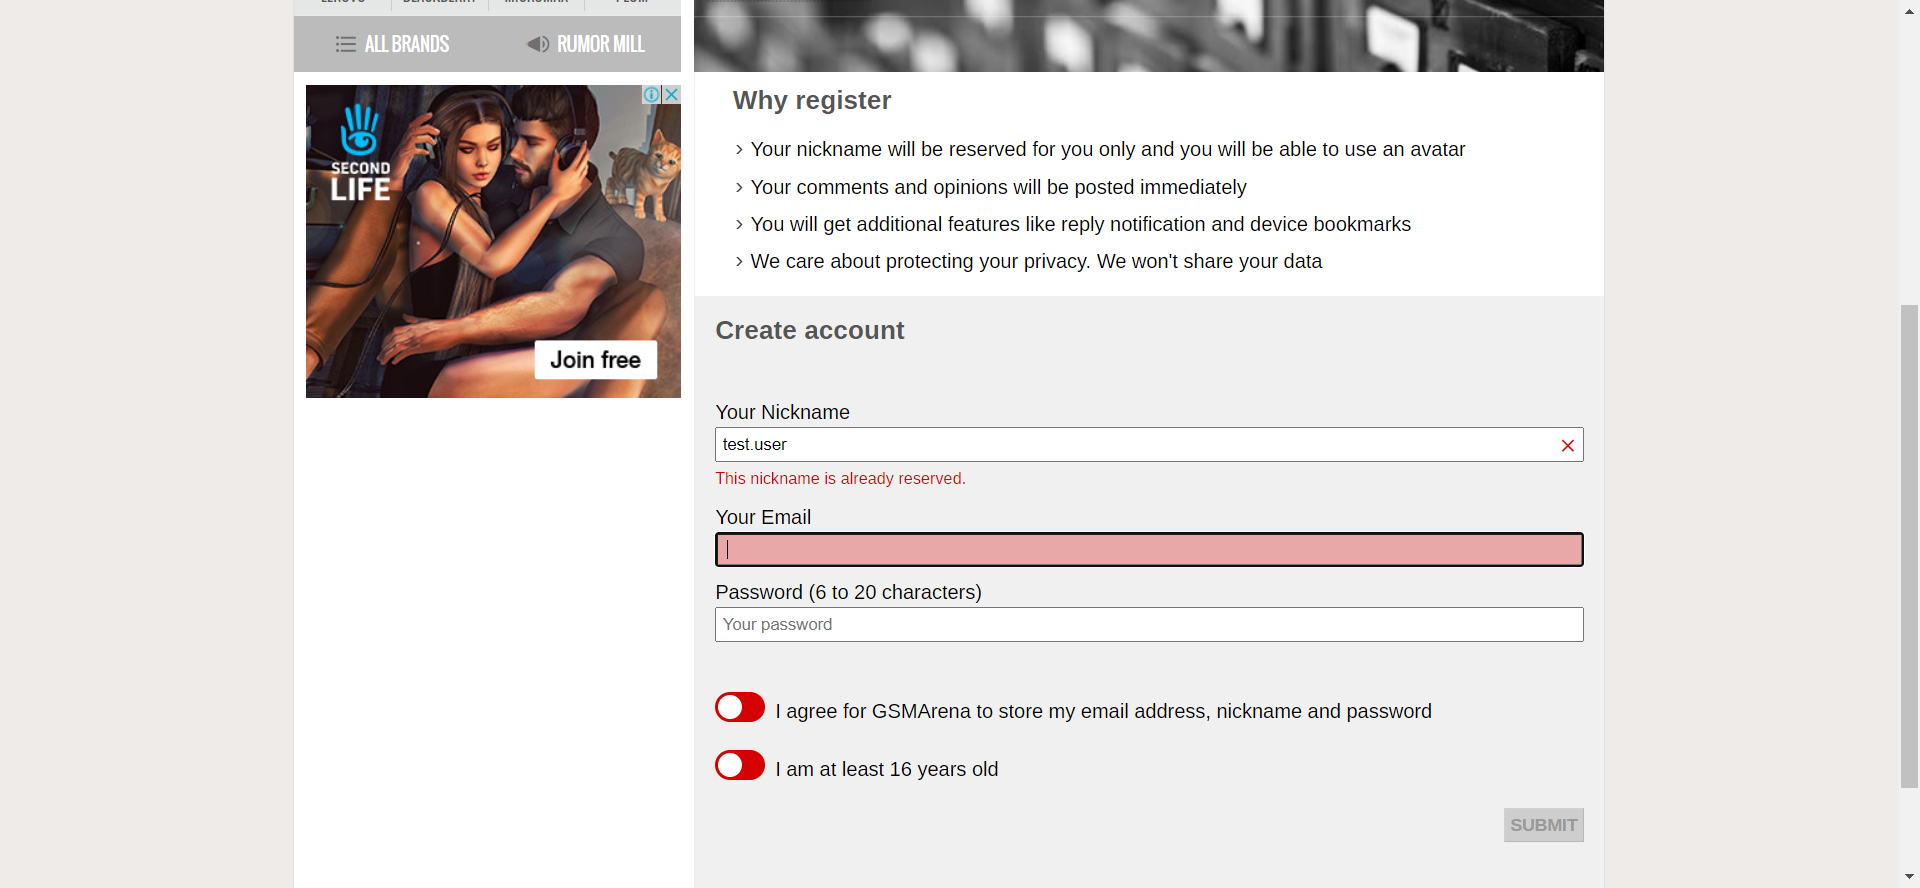 ALL BRANDS
RUMOR MILL
SECOND
LIFE
Join free
Why register
Your nickname will be reserved for you only and you will be able to use an avatar
Your comments and opinions will be posted immediately
You will get additional features like reply notification and device bookmarks
We care about protecting your privacy. We won't share your data
Create account
Your Nickname
test.user
This nickname is already reserved.
Your Email
Password (6 to 20 characters)
Your password
I agree for GSMArena to store my email address, nickname and password
I am at least 16 years old
SUBMIT